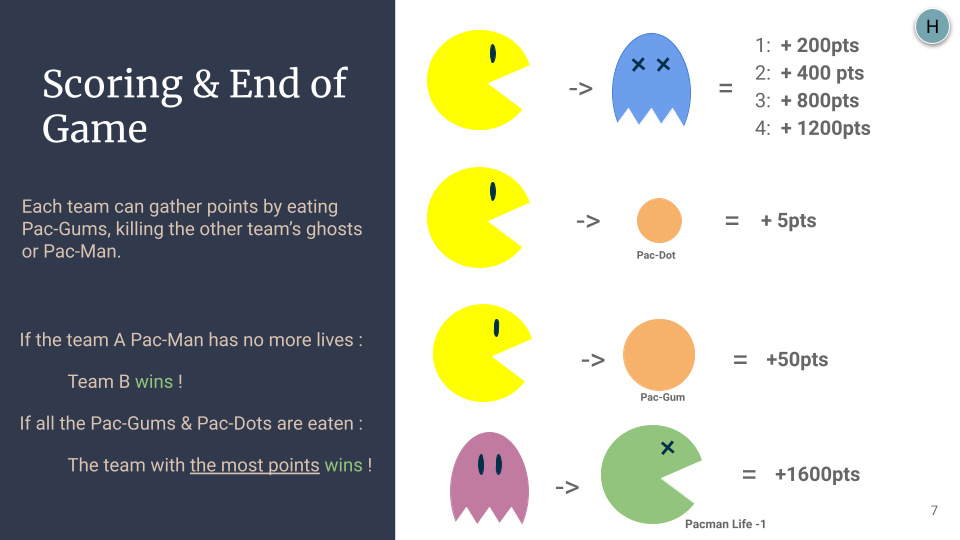 Scoring & End of
Game
Each team can gather points by eating
Pac-Gums, killing the other team's ghosts
or Pac-Man.
If the team A Pac-Man has no more lives :
Team B wins !
If all the Pac-Gums & Pac-Dots are eaten :
The team with the most points wins !
H
-> =
1: + 200pts
2: + 400 pts
3: + 800pts
4: + 1200pts
-> = + 5pts
Pac-Dot
-> = +50pts
Pac-Gum
-> = +1600pts
Pacman Life -1
7